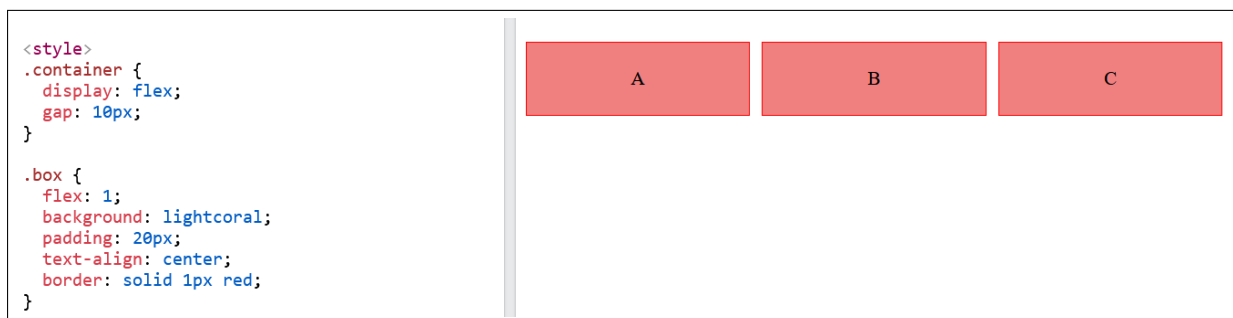 <style>
.container {
  display: flex;
  gap: 10px;
}

.box {
  flex: 1;
  background: lightcoral;
  padding: 20px;
  text-align: center;
  border: solid 1px red;
}
A B C